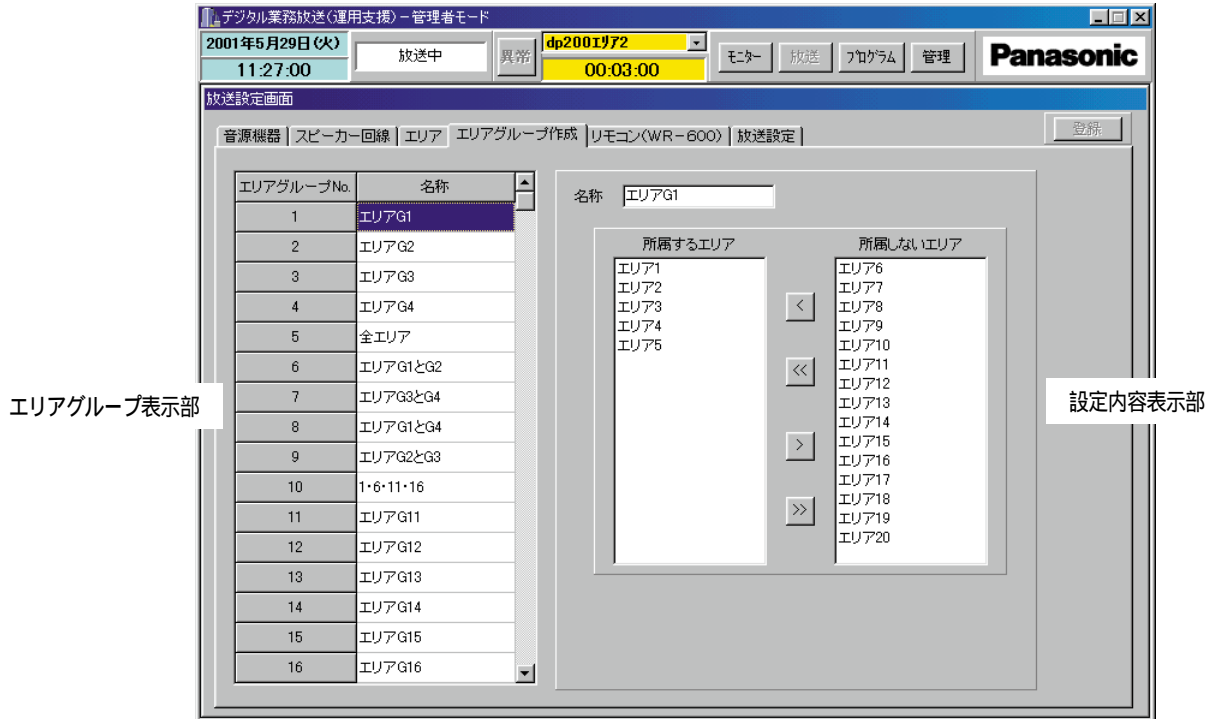 デジタル業務放送（運用支援）－管理者モード
2001年5月29日（火）
11:27:00
放送中
異常
dp200エリア2
00:03:00
モニター
放送
プログラム
管理
Panasonic
放送設定画面
音源機器
スピーカー回線
エリア
エリアグループ作成
リモコン（WR－600）
放送設定
登録
エリアグループNo.
名称
1
エリアG1
2
エリアG2
3
エリアG3
4
エリアG4
5
全エリア
6
エリアG1とG2
7
エリアG3とG4
8
エリアG1とG4
9
エリアG2とG3
10
1・6・11・16
11
エリアG11
12
エリアG12
13
エリアG13
14
エリアG14
15
エリアG15
16
エリアG16
名称
エリアG1
所属するエリア
エリア1
エリア2
エリア3
エリア4
エリア5
<
<<
>
>>
所属しないエリア
エリア6
エリア7
エリア8
エリア9
エリア10
エリア11
エリア12
エリア13
エリア14
エリア15
エリア16
エリア17
エリア18
エリア19
エリア20
エリアグループ表示部
設定内容表示部